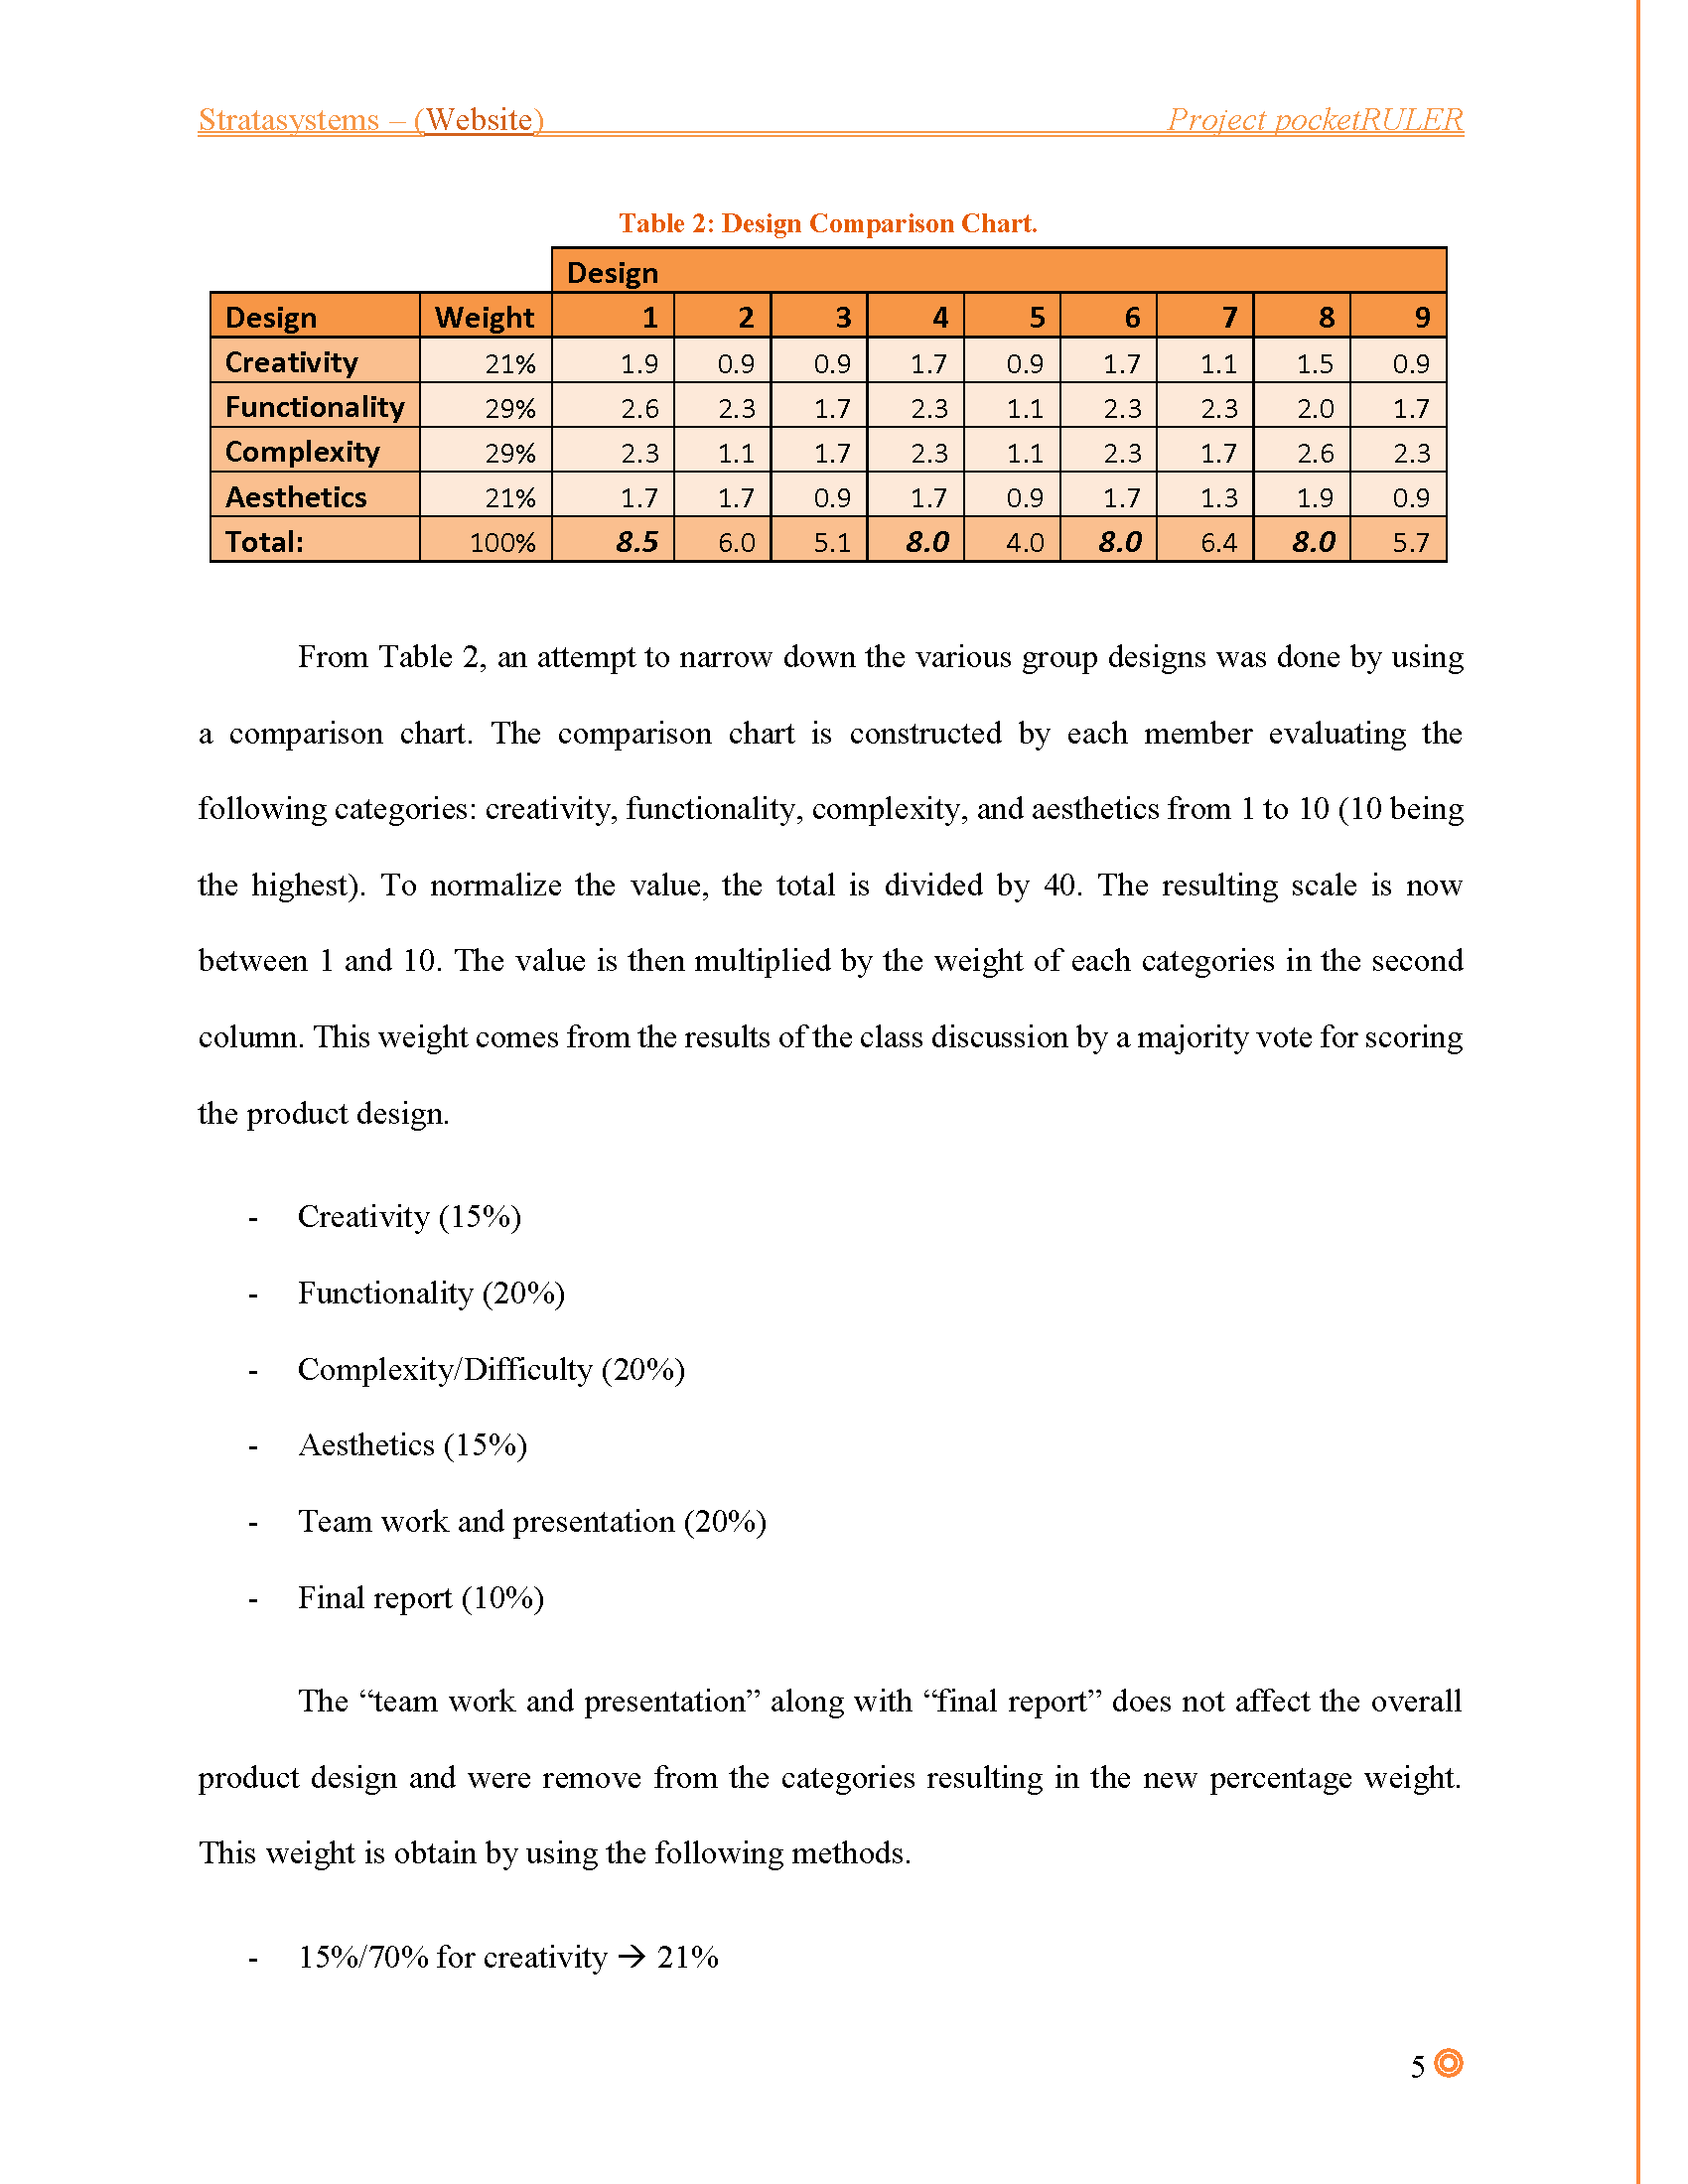 Stratasystems – (Website) Project pocketRULER
Table 2: Design Comparison Chart.
Design
Design Weight 1 2 3 4 5 6 7 8 9
Creativity 21% 1.9 0.9 0.9 1.7 0.9 1.7 1.1 1.5 0.9
Functionality 29% 2.6 2.3 1.7 2.3 1.1 2.3 2.3 2.0 1.7
Complexity 29% 2.3 1.1 1.7 2.3 1.1 2.3 1.7 2.6 2.3
Aesthetics 21% 1.7 1.7 0.9 1.7 0.9 1.7 1.3 1.9 0.9
Total: 100% 8.5 6.0 5.1 8.0 4.0 8.0 6.4 8.0 5.7
From Table 2, an attempt to narrow down the various group designs was done by using
a comparison chart. The comparison chart is constructed by each member evaluating the
following categories: creativity, functionality, complexity, and aesthetics from 1 to 10 (10 being
the highest). To normalize the value, the total is divided by 40. The resulting scale is now
between 1 and 10. The value is then multiplied by the weight of each categories in the second
column. This weight comes from the results of the class discussion by a majority vote for scoring
the product design.
- Creativity (15%)
- Functionality (20%)
- Complexity/Difficulty (20%)
- Aesthetics (15%)
- Team work and presentation (20%)
- Final report (10%)
The “team work and presentation” along with “final report” does not affect the overall
product design and were remove from the categories resulting in the new percentage weight.
This weight is obtain by using the following methods.
- 15%/70% for creativity → 21%
5